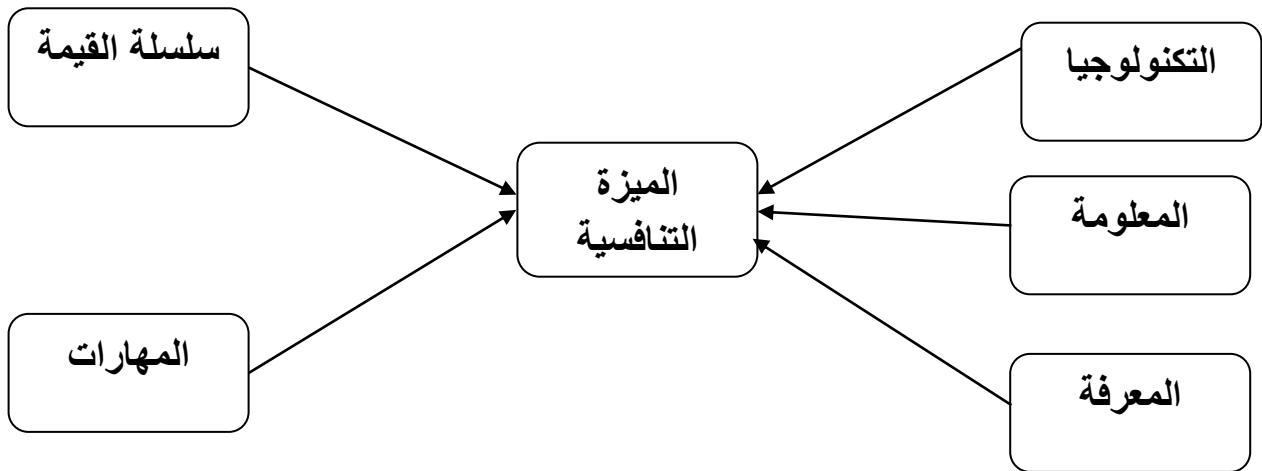 التكنولوجيا
سلسلة القيمة
الميزة
التنافسية
المعلومة
المهارات
المعرفة